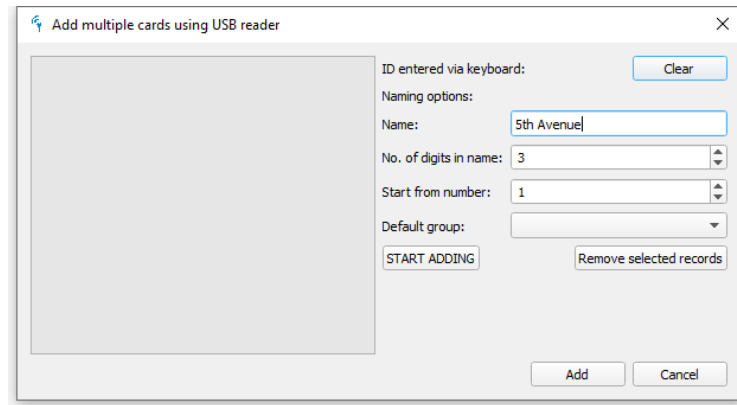 Add multiple cards using USB reader
ID entered via keyboard: Clear
Naming options:
Name: 5th Avenue
No. of digits in name: 3
Start from number: 1
Default group:
START ADDING Remove selected records
Add Cancel